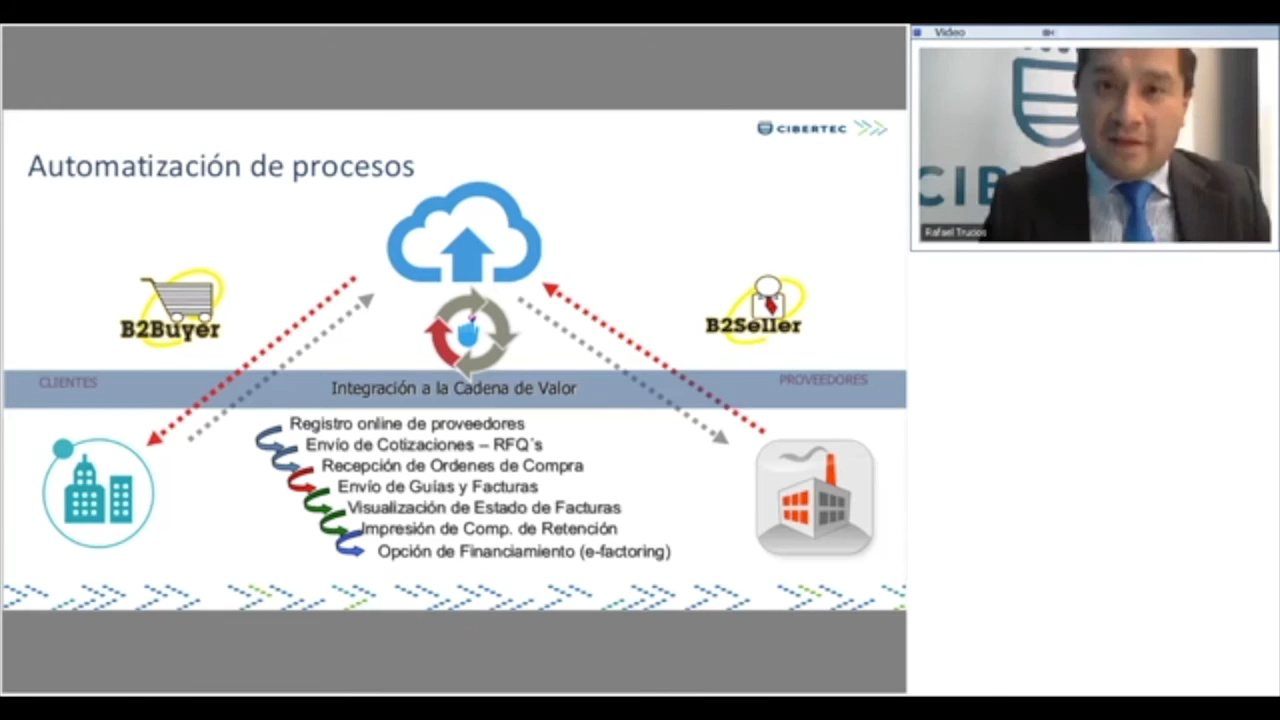 Video
CIBERTEC
Automatización de procesos
CIB
Rafael Trucios
B2Buyer
B2Seller
CLIENTES
Integración a la Cadena de Valor
PROVEEDORES
Registro online de proveedores
Envío de Cotizaciones – RFQ´s
Recepción de Ordenes de Compra
Envío de Guías y Facturas
Visualización de Estado de Facturas
Impresión de Comp. de Retención
Opción de Financiamiento (e-factoring)